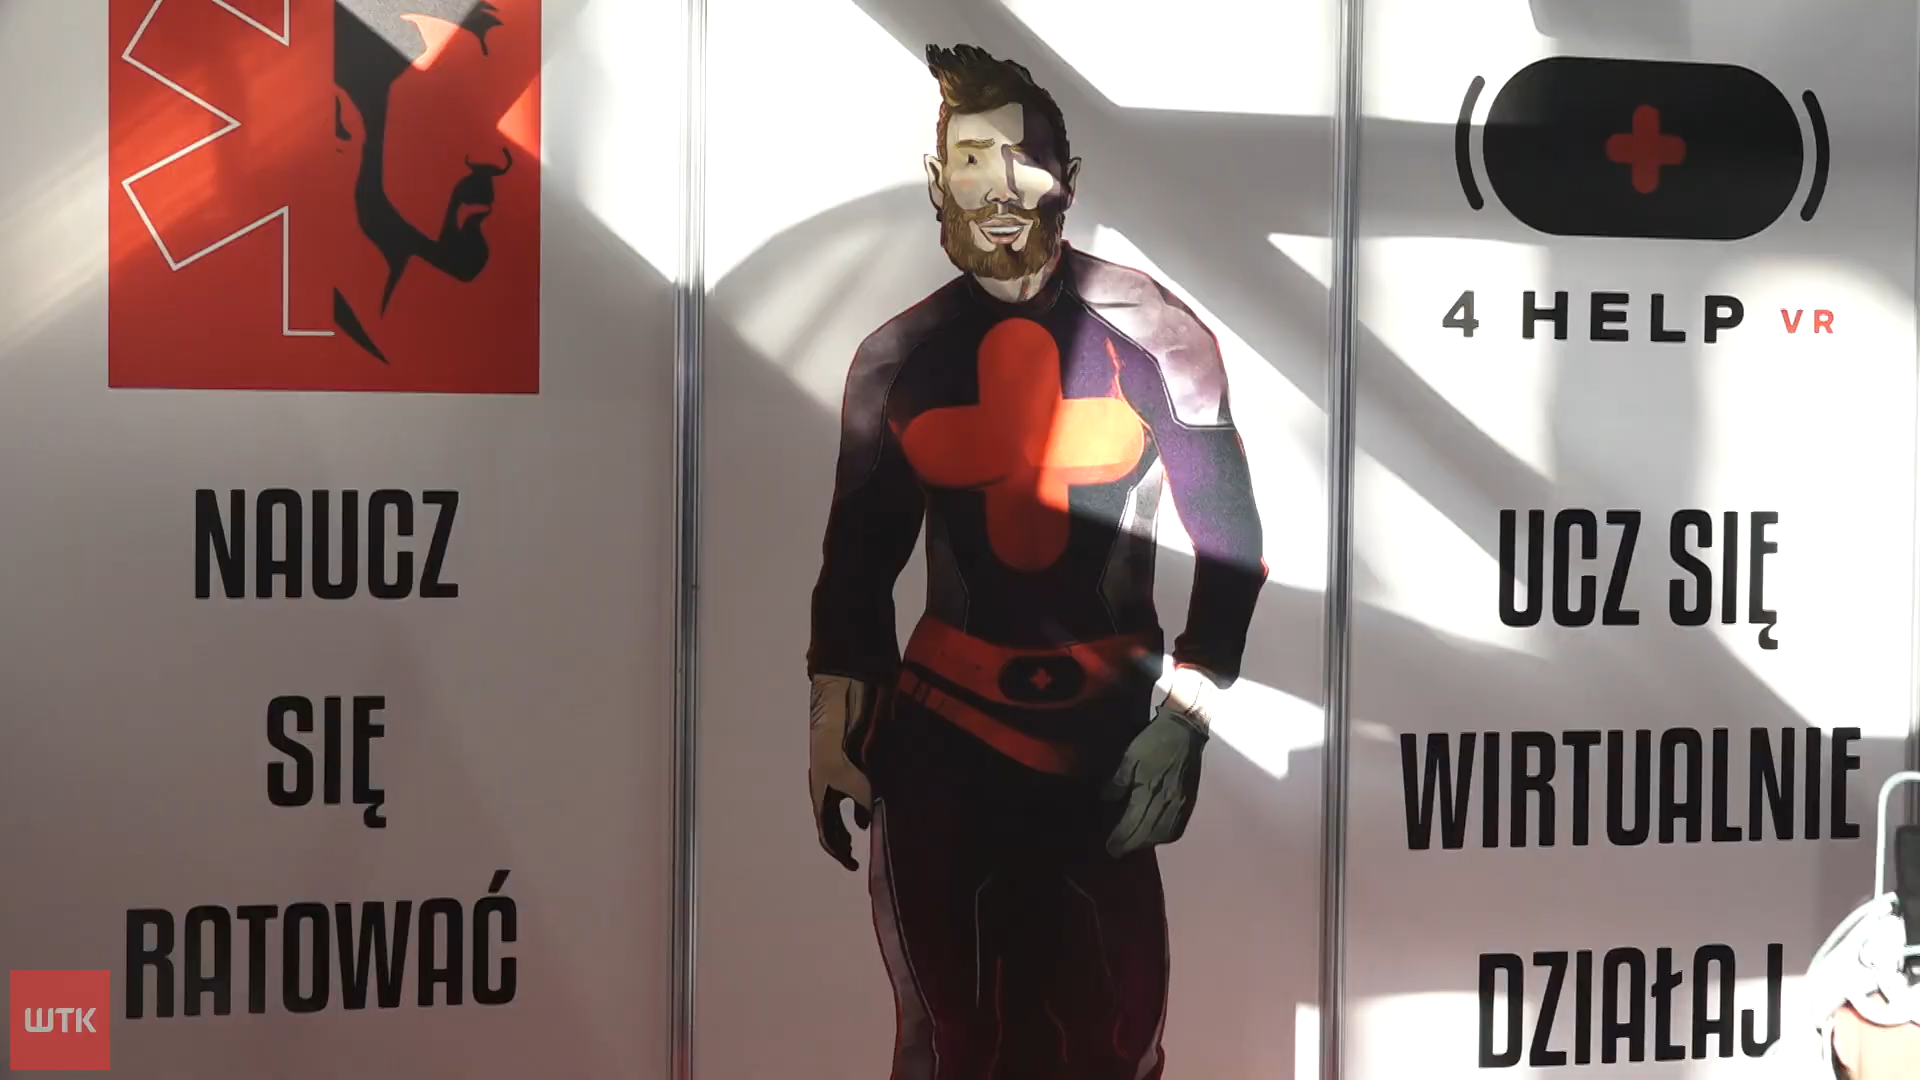 NAUCZ
SIĘ
RATOWAĆ
4 HELP VR
UCZ SIĘ
WIRTUALNIE
DZIAŁAJ
WTK